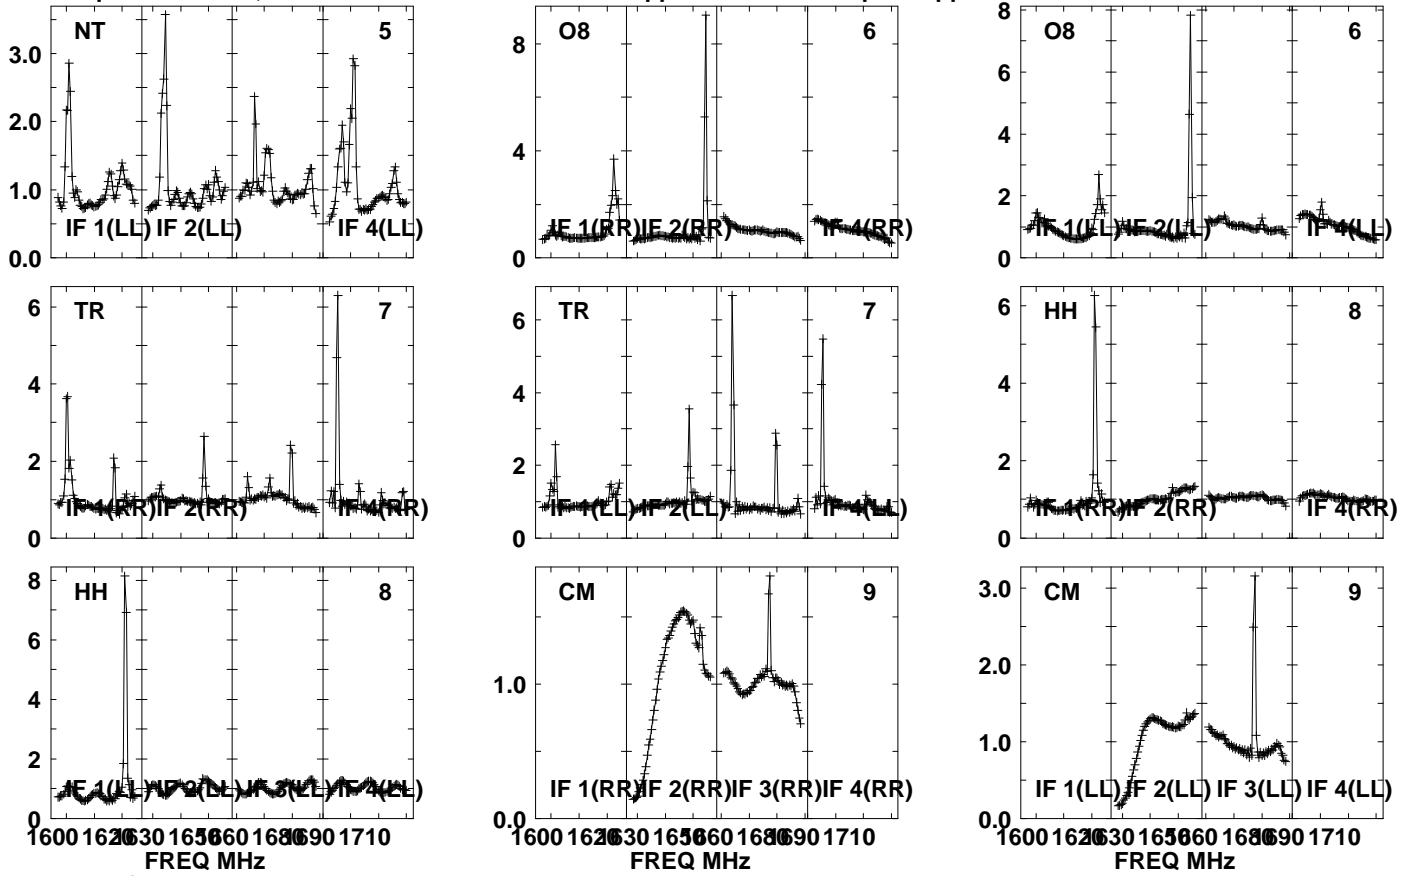 NT 5
3.0
2.0
1.0
0.0
IF 1(LL) IF 2(LL) IF 4(LL)
O8 6
8
4
0
IF 1(RR) IF 2(RR) IF 4(RR)
O8 6
8
6
4
2
0
IF 1(LL) IF 2(LL) IF 4(LL)
TR 7
6
4
2
0
IF 1(RR) IF 2(RR) IF 4(RR)
TR 7
6
4
2
0
IF 1(LL) IF 2(LL) IF 4(LL)
HH 8
6
4
2
0
IF 1(RR) IF 2(RR) IF 4(RR)
HH 8
8
6
4
2
0
IF 1(LL) IF 2(LL) IF 3(LL) IF 4(LL)
1600 1620 1630 1650 1660 1680 1690 1710
FREQ MHz
CM 9
1.0
0.0
IF 1(RR) IF 2(RR) IF 3(RR) IF 4(RR)
1600 1620 1630 1650 1660 1680 1690 1710
FREQ MHz
CM 9
3.0
2.0
1.0
0.0
IF 1(LL) IF 2(LL) IF 3(LL) IF 4(LL)
1600 1620 1630 1650 1660 1680 1690 1710
FREQ MHz